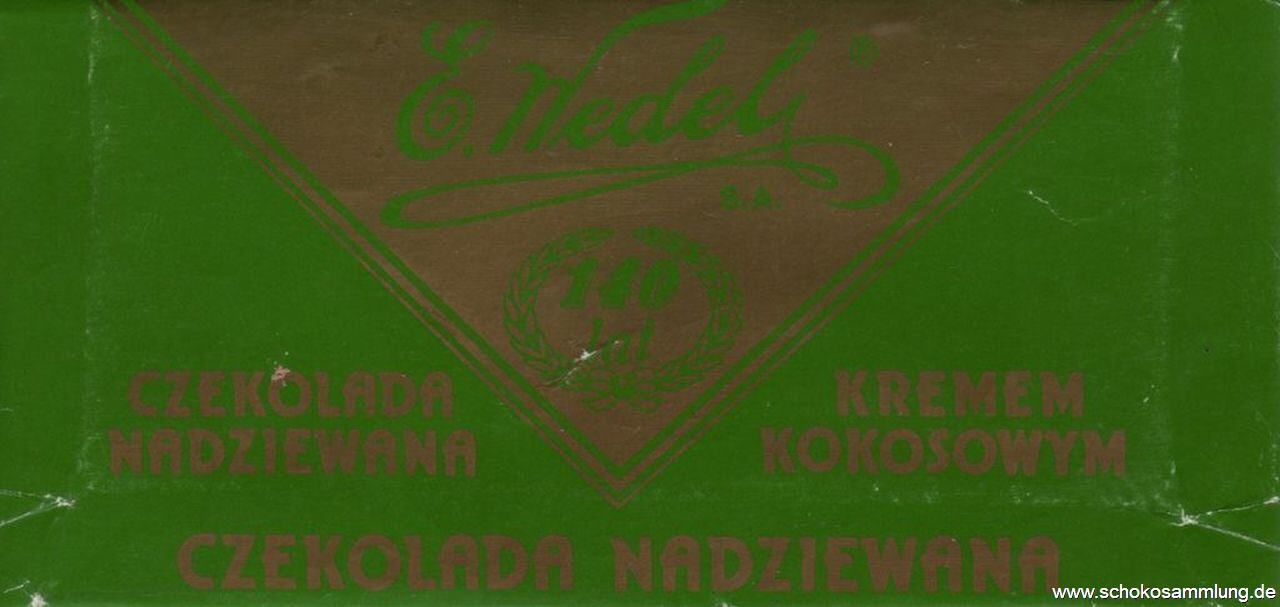 E. Wedel ®
S.A.
140
lat
CZEKOLADA
NADZIEWANA
KREMEM
KOKOSOWYM
CZEKOLADA NADZIEWANA
www.schokosammlung.de